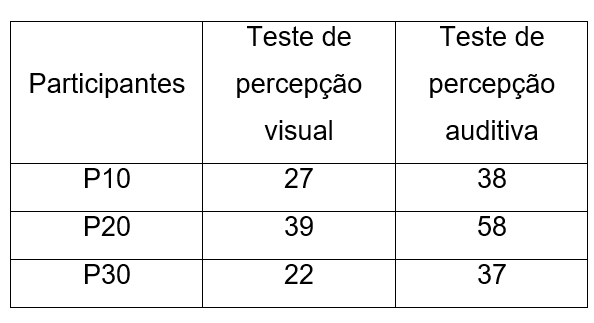 Participantes
Teste de
percepção
visual
Teste de
percepção
auditiva
P10 27 38
P20 39 58
P30 22 37